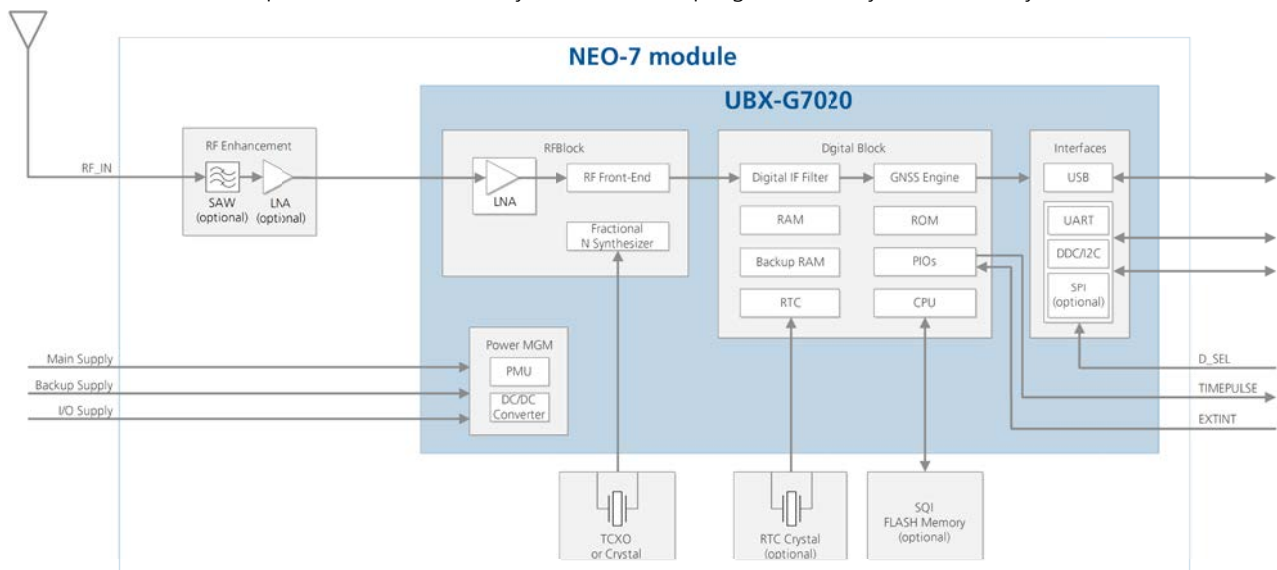 NEO-7 module
UBX-G7020
RF_IN
RF Enhancement
SAW
(optional)
LNA
(optional)
RFBlock
LNA
RF Front-End
Fractional
N Synthesizer
Digital Block
Digital IF Filter
GNSS Engine
RAM
ROM
Backup RAM
PIOs
RTC
CPU
Interfaces
USB
UART
DDC/I2C
SPI
(optional)
Main Supply
Backup Supply
I/O Supply
Power MGM
PMU
DC/DC
Converter
D_SEL
TIMEPULSE
EXTINT
TCXO
or Crystal
RTC Crystal
(optional)
SQI
FLASH Memory
(optional)